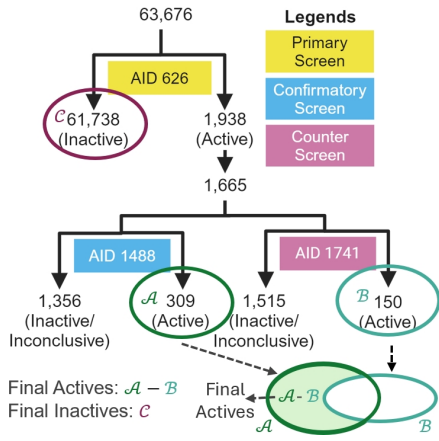 63,676
Legends
Primary
Screen
AID 626
Confirmatory
Screen
𝒞 61,738
(Inactive)
1,938
(Active)
Counter
Screen
1,665
AID 1488
AID 1741
1,356
(Inactive/
Inconclusive)
𝒜 309
(Active)
1,515
(Inactive/
Inconclusive)
ℬ 150
(Active)
Final Actives: 𝒜 − ℬ
Final Inactives: 𝒞
Final
Actives
𝒜 - ℬ
𝒜
ℬ